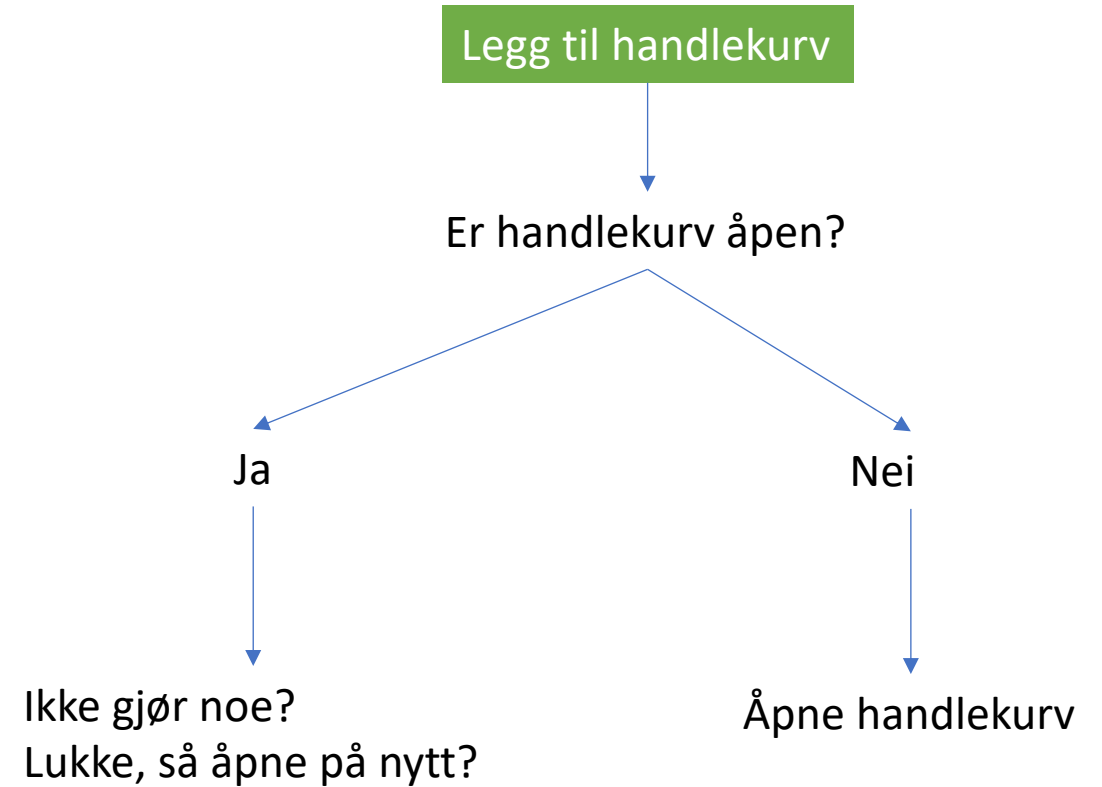 Legg til handlekurv
Er handlekurv åpen?
Ja
Nei
Ikke gjør noe?
Lukke, så åpne på nytt?
Åpne handlekurv